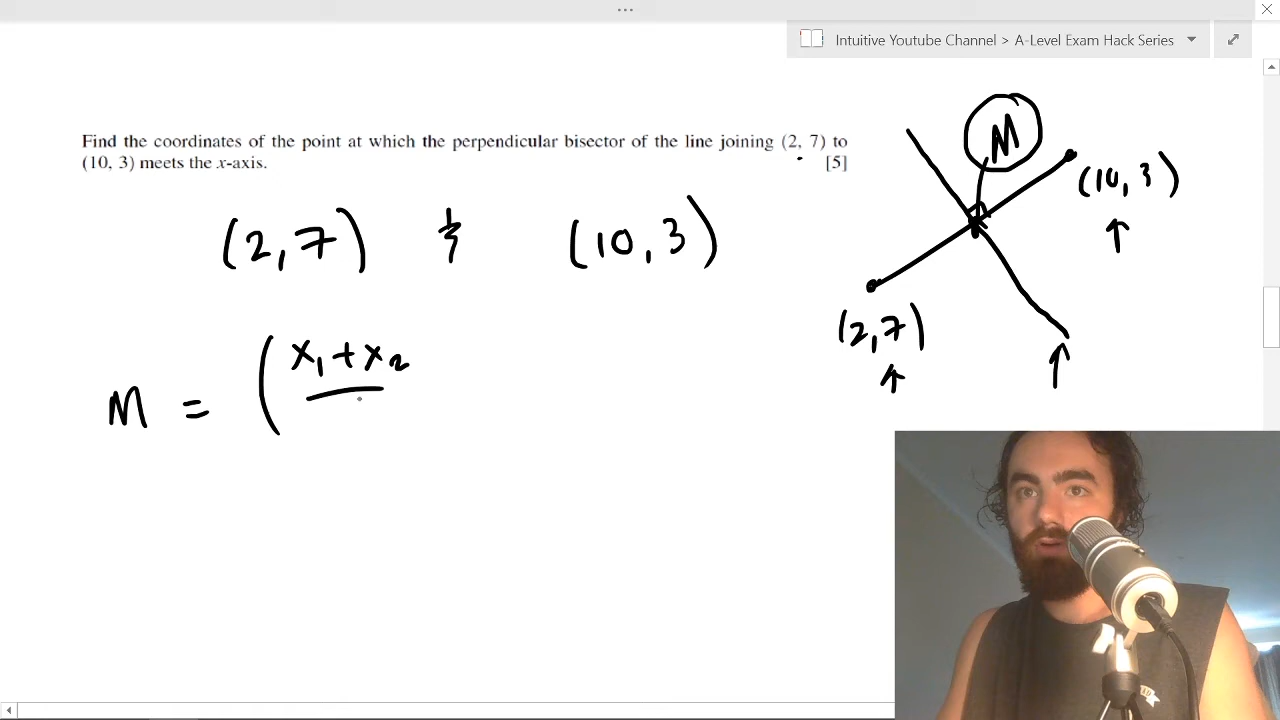 Intuitive Youtube Channel > A-Level Exam Hack Series
Find the coordinates of the point at which the perpendicular bisector of the line joining (2, 7) to
(10, 3) meets the x-axis. [5]
(2,7) & (10,3)
M = (x₁+x₂
M
(10,3)
(2,7)